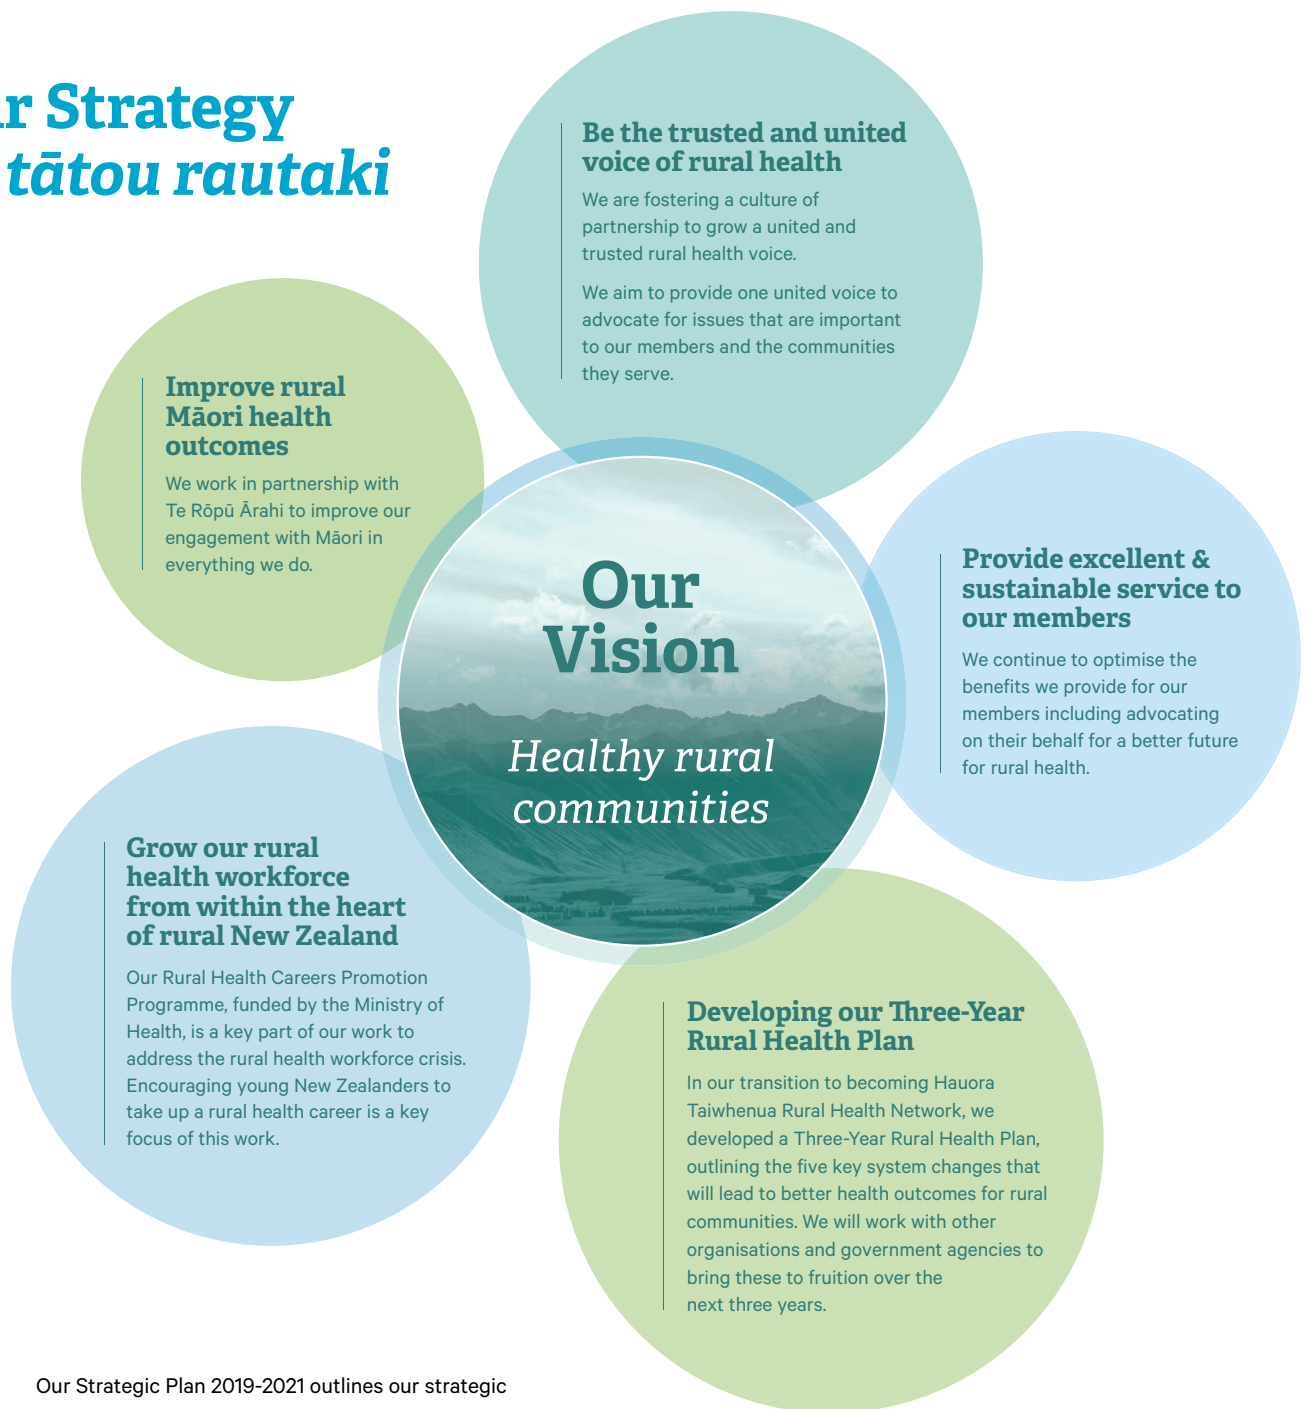 r Strategy
tātou rautaki
Be the trusted and united
voice of rural health
We are fostering a culture of
partnership to grow a united and
trusted rural health voice.
We aim to provide one united voice to
advocate for issues that are important
to our members and the communities
they serve.
Improve rural
Māori health
outcomes
We work in partnership with
Te Rōpū Ārahi to improve our
engagement with Māori in
everything we do.
Our
Vision
Healthy rural
communities
Provide excellent &
sustainable service to
our members
We continue to optimise the
benefits we provide for our
members including advocating
on their behalf for a better future
for rural health.
Grow our rural
health workforce
from within the heart
of rural New Zealand
Our Rural Health Careers Promotion
Programme, funded by the Ministry of
Health, is a key part of our work to
address the rural health workforce crisis.
Encouraging young New Zealanders to
take up a rural health career is a key
focus of this work.
Developing our Three-Year
Rural Health Plan
In our transition to becoming Hauora
Taiwhenua Rural Health Network, we
developed a Three-Year Rural Health Plan,
outlining the five key system changes that
will lead to better health outcomes for rural
communities. We will work with other
organisations and government agencies to
bring these to fruition over the
next three years.
Our Strategic Plan 2019-2021 outlines our strategic